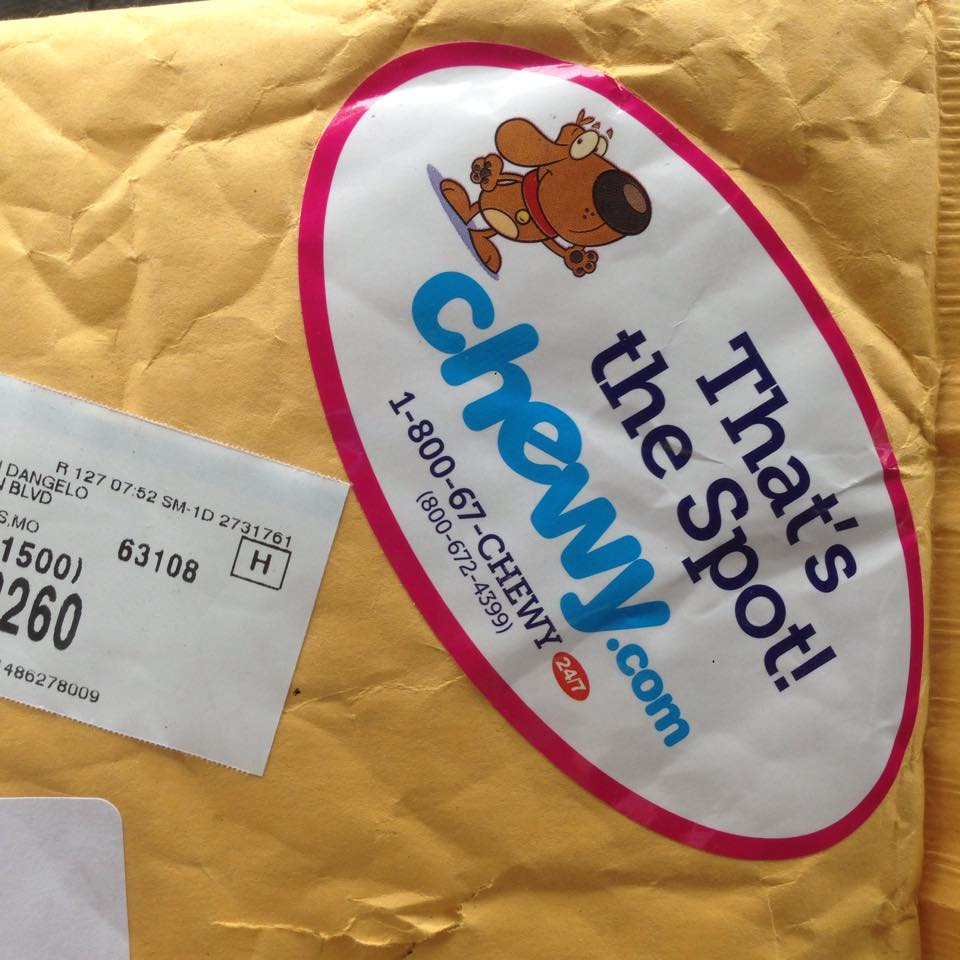 That's
the Spot!
chewy.com
1-800-67-CHEWY 24/7
(800-672-4399)
R 127 07:52 SM-1D 2731761
DANGELO
BLVD
S,MO
1500) 63108 H
260
486278009